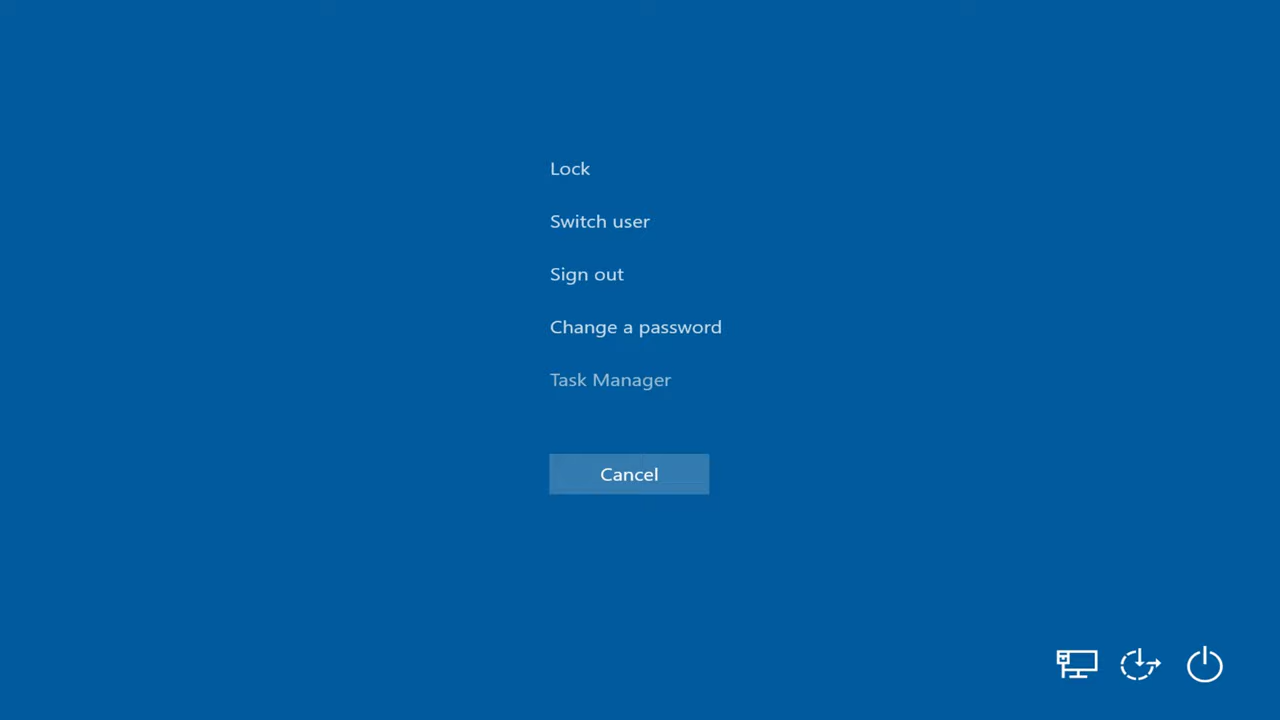 Lock
Switch user
Sign out
Change a password
Task Manager
Cancel